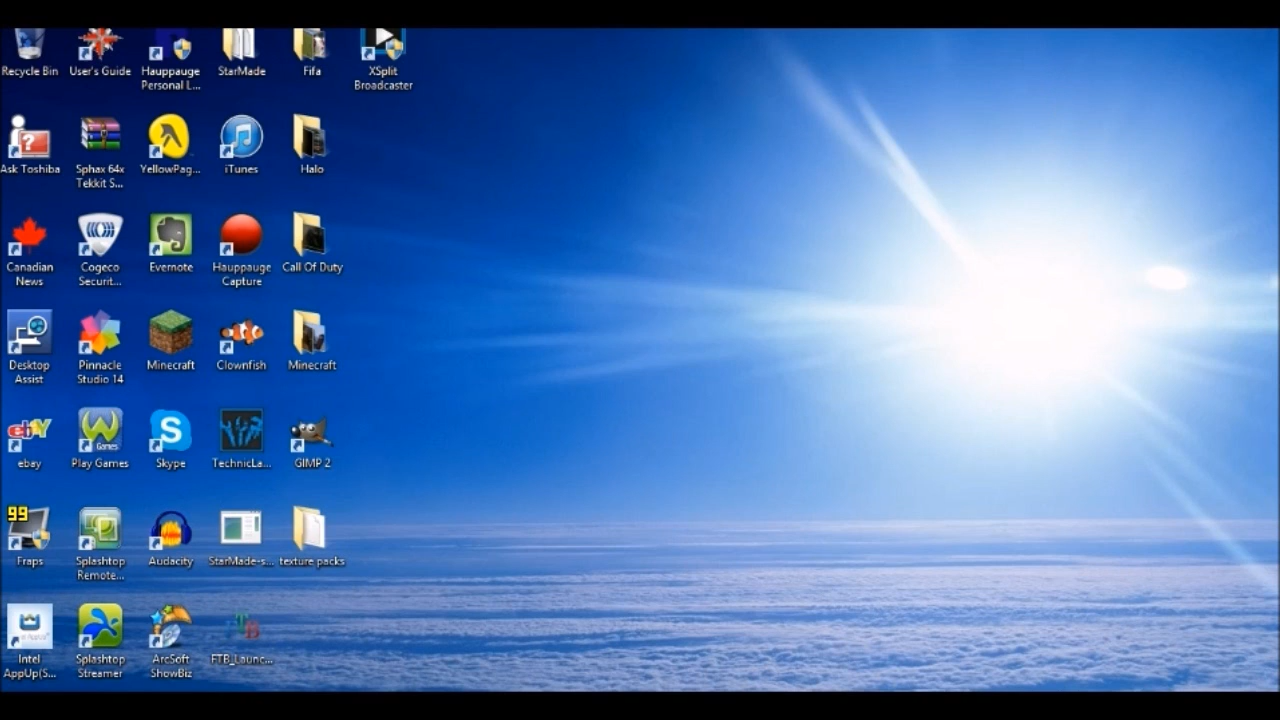 Recycle Bin
User's Guide
Hauppauge
Personal L...
StarMade
Fifa
XSplit
Broadcaster
Ask Toshiba
Sphax 64x
Tekkit S...
YellowPag...
iTunes
Halo
Canadian
News
Cogeco
Securit...
Evernote
Hauppauge
Capture
Call Of Duty
Desktop
Assist
Pinnacle
Studio 14
Minecraft
Clownfish
Minecraft
ebY
ebay
Games
Play Games
S
Skype
TechnicLa...
GIMP 2
99
Fraps
Splashtop
Remote...
Audacity
StarMade-s...
texture packs
Intel
AppUp(S...
Splashtop
Streamer
ArcSoft
ShowBiz
FTB_Launc...